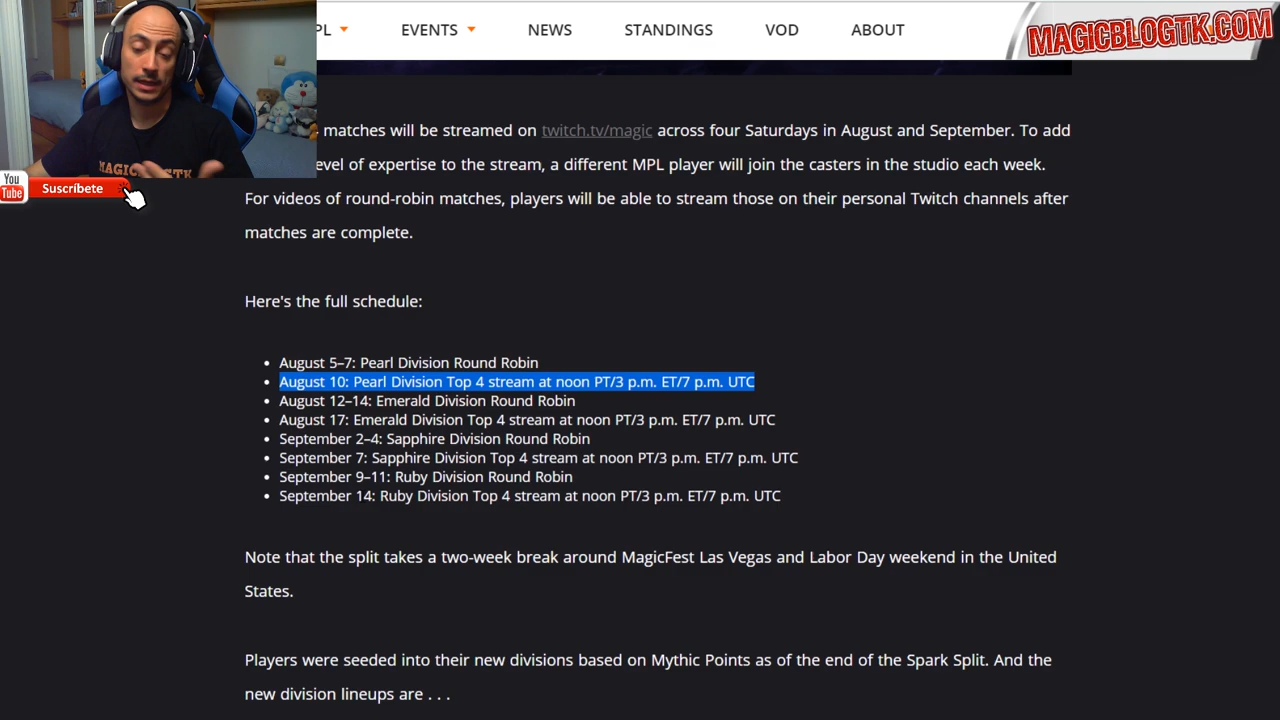 PL EVENTS NEWS STANDINGS VOD ABOUT
MAGICBLOGTK.COM
matches will be streamed on twitch.tv/magic across four Saturdays in August and September. To add
evel of expertise to the stream, a different MPL player will join the casters in the studio each week.
For videos of round-robin matches, players will be able to stream those on their personal Twitch channels after
matches are complete.
You
Tube
Suscríbete
Here's the full schedule:
• August 5–7: Pearl Division Round Robin
• August 10: Pearl Division Top 4 stream at noon PT/3 p.m. ET/7 p.m. UTC
• August 12–14: Emerald Division Round Robin
• August 17: Emerald Division Top 4 stream at noon PT/3 p.m. ET/7 p.m. UTC
• September 2–4: Sapphire Division Round Robin
• September 7: Sapphire Division Top 4 stream at noon PT/3 p.m. ET/7 p.m. UTC
• September 9–11: Ruby Division Round Robin
• September 14: Ruby Division Top 4 stream at noon PT/3 p.m. ET/7 p.m. UTC
Note that the split takes a two-week break around MagicFest Las Vegas and Labor Day weekend in the United
States.
Players were seeded into their new divisions based on Mythic Points as of the end of the Spark Split. And the
new division lineups are . . .